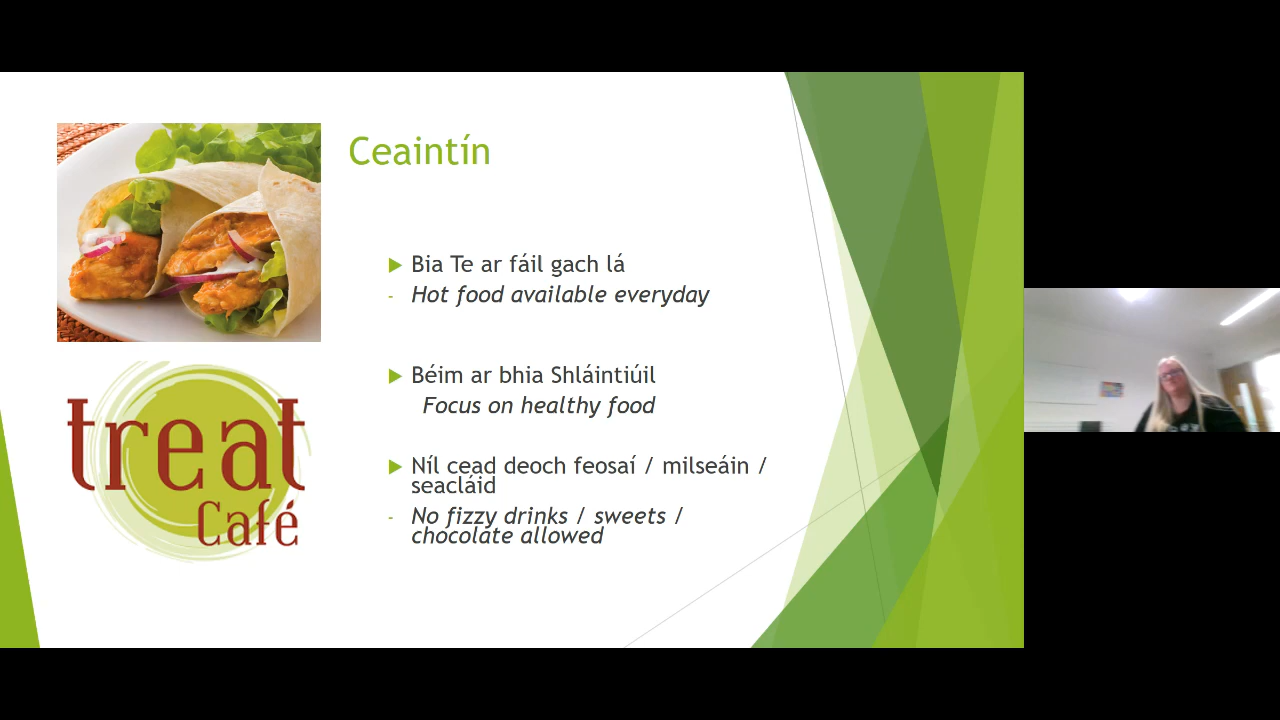 Ceaintín
Bia Te ar fáil gach lá
- Hot food available everyday
Béim ar bhia Shláintiúil
Focus on healthy food
Níl cead deoch feosaí / milseáin /
seacláid
- No fizzy drinks / sweets /
chocolate allowed
treat
Café